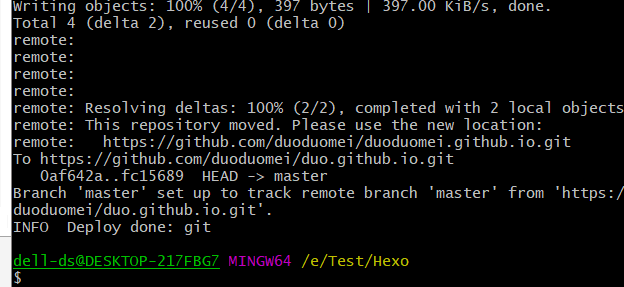 Writing objects: 100% (4/4), 397 bytes | 397.00 KiB/s, done.
Total 4 (delta 2), reused 0 (delta 0)
remote:
remote:
remote:
remote:
remote: Resolving deltas: 100% (2/2), completed with 2 local objects
remote: This repository moved. Please use the new location:
remote:   https://github.com/duoduomei/duoduomei.github.io.git
To https://github.com/duoduomei/duo.github.io.git
   0af642a..fc15689  HEAD -> master
Branch 'master' set up to track remote branch 'master' from 'https:/
duoduomei/duo.github.io.git'.
INFO  Deploy done: git
dell-ds@DESKTOP-217FBG7 MINGW64 /e/Test/Hexo
$